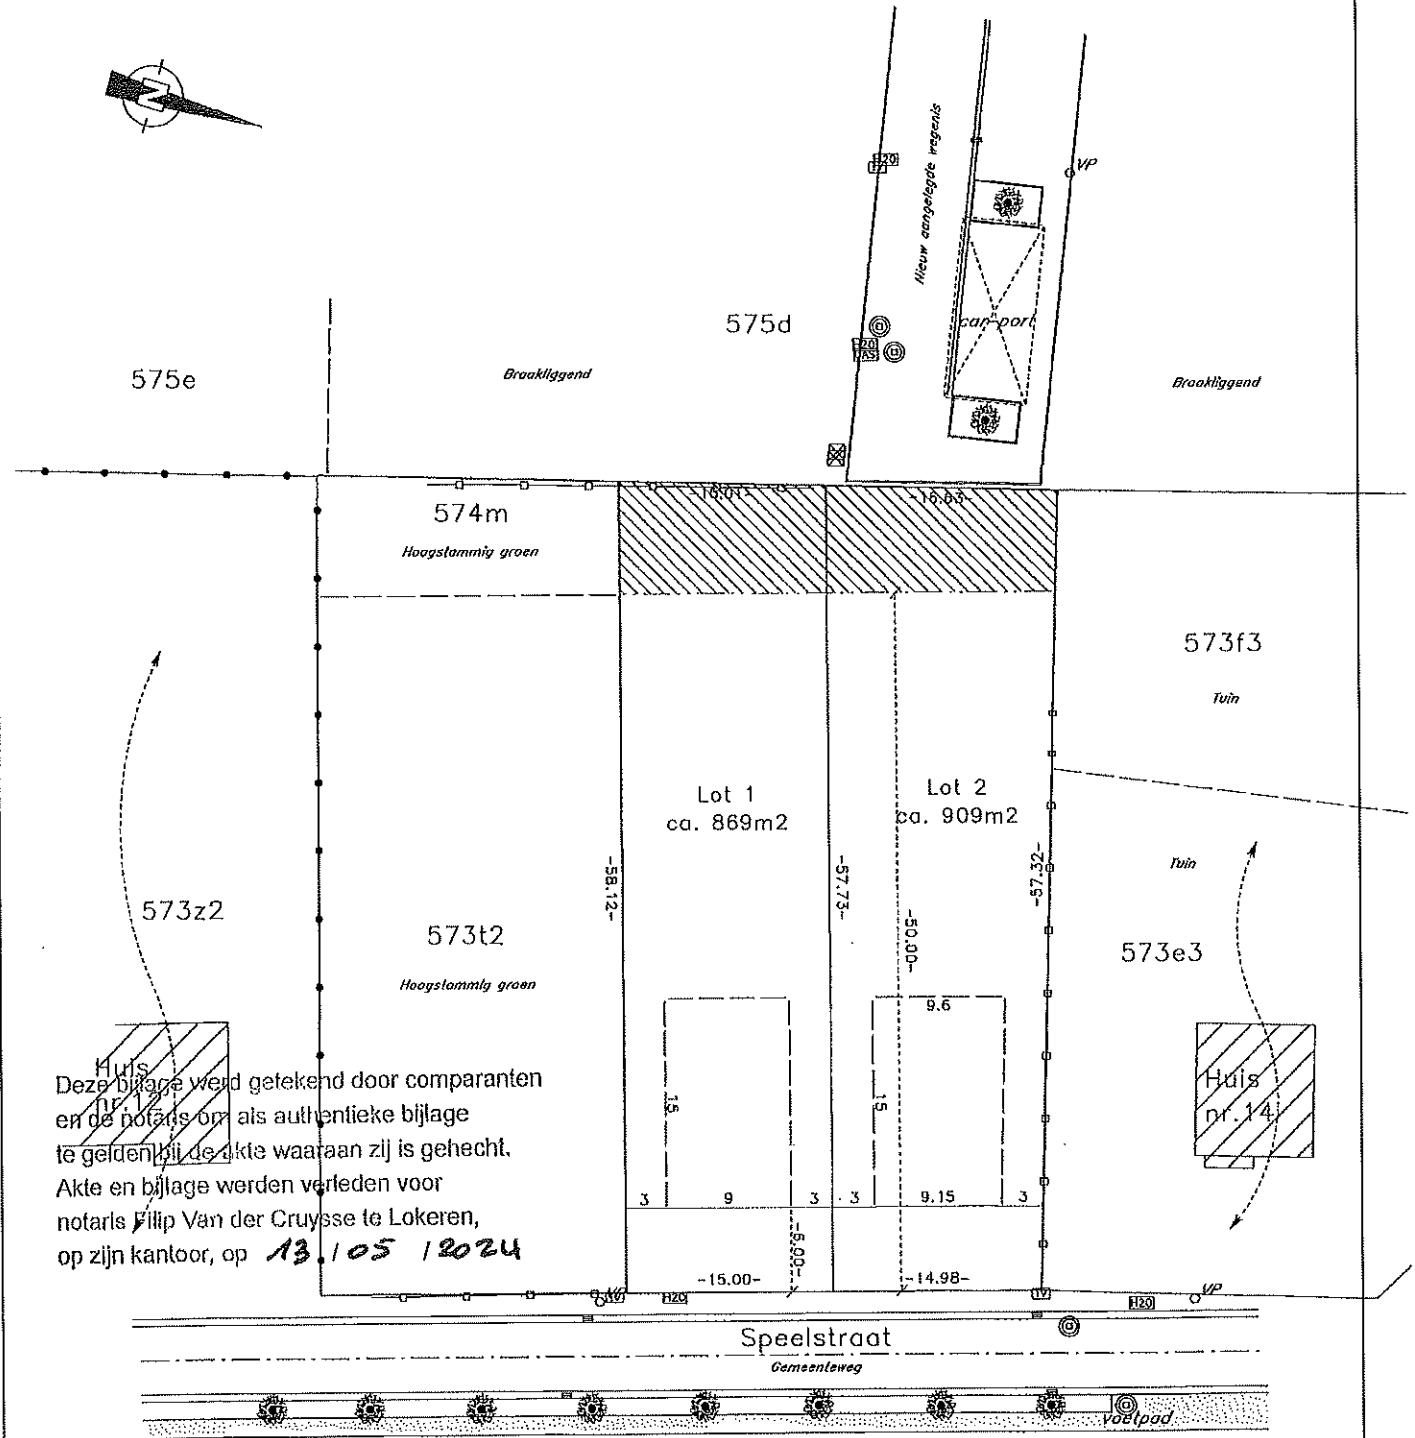 N
Nieuw aangelegde wegenis
H20
VP
575d
car-port
H20
575e
Braakliggend
Braakliggend
574m
-16.63-
Hoogstammig groen
573f3
Tuin
Lot 1
ca. 869m2
Lot 2
ca. 909m2
-58.12-
-57.73-
-57.32-
Tuin
573z2
573t2
-50.00-
573e3
Hoogstammig groen
9.6
Huis
nr. 14
Huis
Deze bijlage werd getekend door comparanten
en de notaris om als authentieke bijlage
te gelden bij de akte waaraan zij is gehecht.
Akte en bijlage werden verleden voor
notaris Filip Van der Cruysse te Lokeren,
op zijn kantoor, op 13 / 05 / 2024
15
15
3 9 3 3 9.15 3
-6.00-
-15.00-
-14.98-
H20
H20
VP
Speelstraat
Gemeenteweg
Voetpad